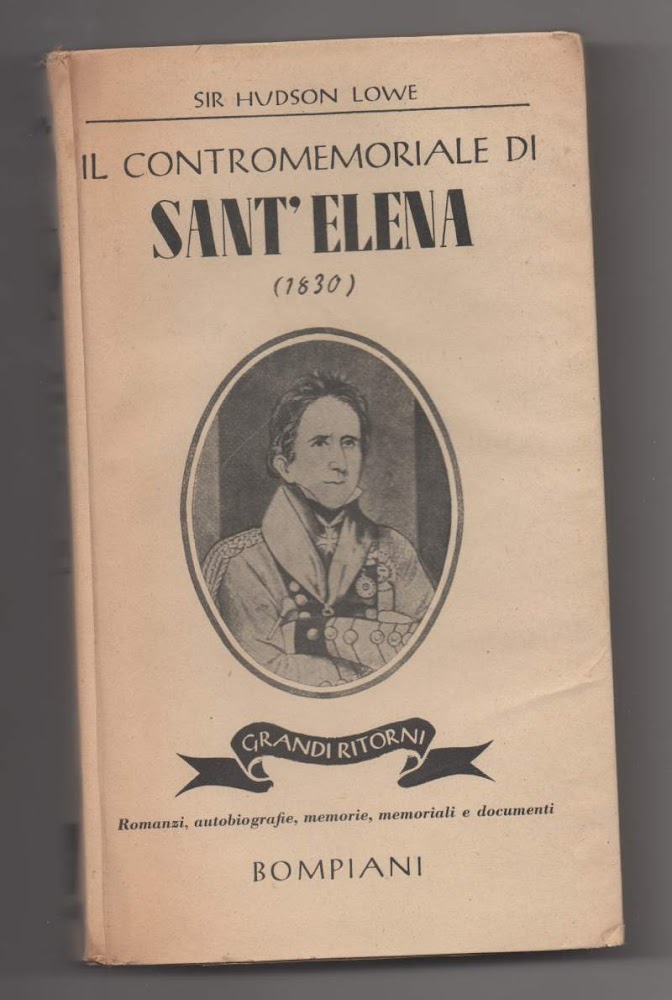 SIR HUDSON LOWE
IL CONTROMEMORIALE DI
SANT' ELENA
(1830)
GRANDI RITORNI
Romanzi, autobiografie, memorie, memoriali e documenti
BOMPIANI